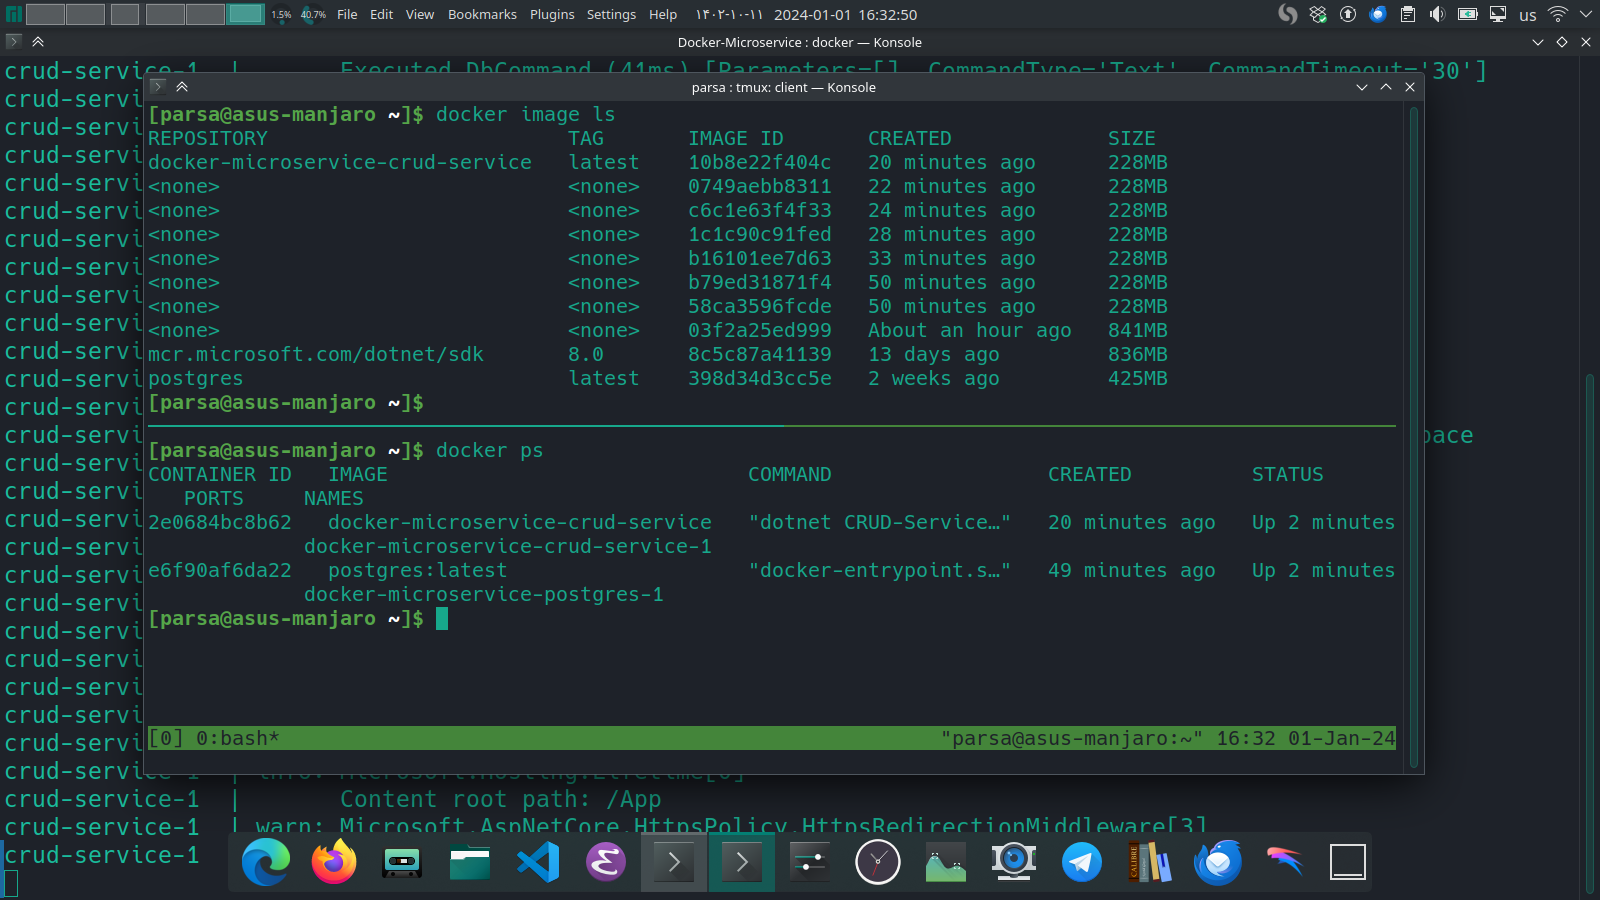 1.5% 40.7% File Edit View Bookmarks Plugins Settings Help ۱۴۰۲-۱۰-۱۱ 2024-01-01 16:32:50 us
Docker-Microservice : docker — Konsole
crud-service-1 | Executed DbCommand (41ms) [Parameters=[], CommandType='Text', CommandTimeout='30']
parsa : tmux: client — Konsole
[parsa@asus-manjaro ~]$ docker image ls
REPOSITORY TAG IMAGE ID CREATED SIZE
docker-microservice-crud-service latest 10b8e22f404c 20 minutes ago 228MB
<none> <none> 0749aebb8311 22 minutes ago 228MB
<none> <none> c6c1e63f4f33 24 minutes ago 228MB
<none> <none> 1c1c90c91fed 28 minutes ago 228MB
<none> <none> b16101ee7d63 33 minutes ago 228MB
<none> <none> b79ed31871f4 50 minutes ago 228MB
<none> <none> 58ca3596fcde 50 minutes ago 228MB
<none> <none> 03f2a25ed999 About an hour ago 841MB
mcr.microsoft.com/dotnet/sdk 8.0 8c5c87a41139 13 days ago 836MB
postgres latest 398d34d3cc5e 2 weeks ago 425MB
[parsa@asus-manjaro ~]$
[parsa@asus-manjaro ~]$ docker ps
CONTAINER ID IMAGE COMMAND CREATED STATUS
PORTS NAMES
2e0684bc8b62 docker-microservice-crud-service "dotnet CRUD-Service…" 20 minutes ago Up 2 minutes
docker-microservice-crud-service-1
e6f90af6da22 postgres:latest "docker-entrypoint.s…" 49 minutes ago Up 2 minutes
docker-microservice-postgres-1
[parsa@asus-manjaro ~]$
[0] 0:bash* "parsa@asus-manjaro:~" 16:32 01-Jan-24
crud-service-1 | info: Microsoft.Hosting.Lifetime[0]
crud-service-1 | Content root path: /App
crud-service-1 | warn: Microsoft.AspNetCore.HttpsPolicy.HttpsRedirectionMiddleware[3]
crud-service-1
CALIBRE